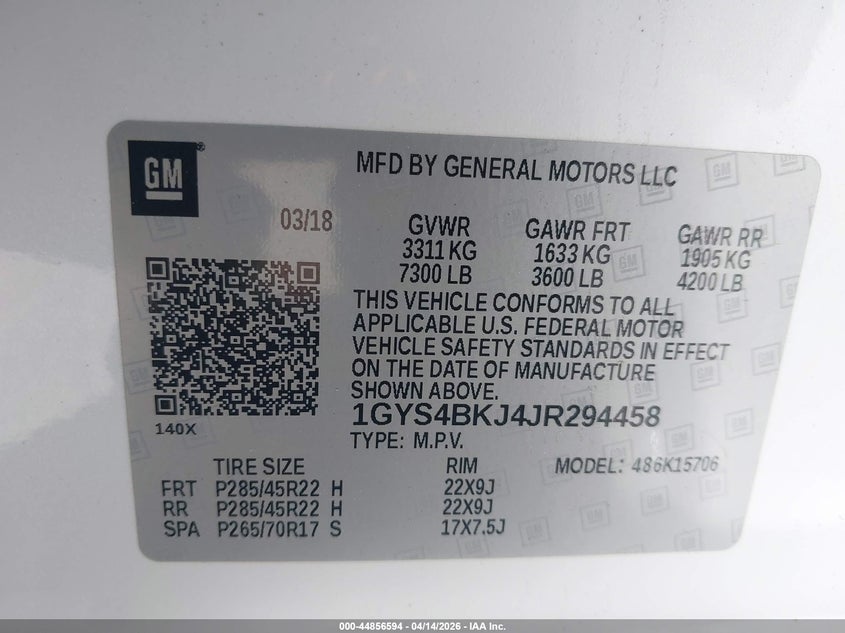 GM
MFD BY GENERAL MOTORS LLC
03/18
GVWR GAWR FRT GAWR RR
3311 KG 1633 KG 1905 KG
7300 LB 3600 LB 4200 LB
THIS VEHICLE CONFORMS TO ALL
APPLICABLE U.S. FEDERAL MOTOR
VEHICLE SAFETY STANDARDS IN EFFECT
ON THE DATE OF MANUFACTURE
SHOWN ABOVE.
140X
1GYS4BKJ4JR294458
TYPE: M.P.V.
TIRE SIZE RIM MODEL: 486K15706
FRT P285/45R22 H 22X9J
RR P285/45R22 H 22X9J
SPA P265/70R17 S 17X7.5J
000-44856594 - 04/14/2026 - IAA Inc.